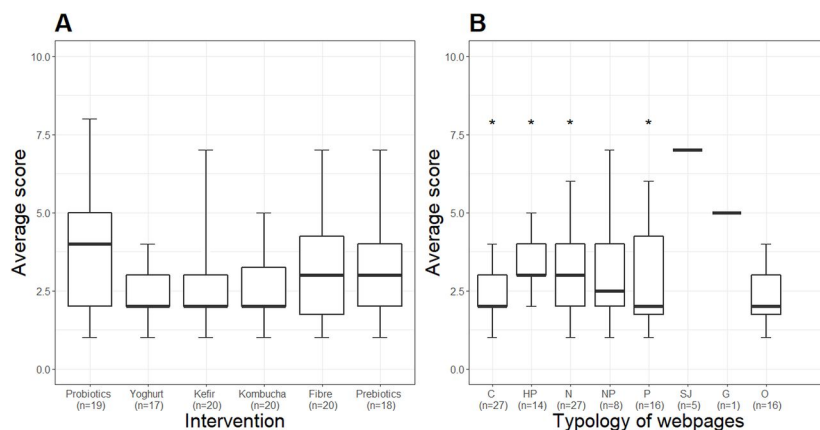 A
Average score
10.0
7.5
5.0
2.5
0.0
Probiotics Yoghurt Kefir Kombucha Fibre Prebiotics
(n=19) (n=17) (n=20) (n=20) (n=20) (n=18)
Intervention
B
Average score
10.0
7.5
5.0
2.5
0.0
* * * *
C HP N NP P SJ G O
(n=27) (n=14) (n=27) (n=8) (n=16) (n=5) (n=1) (n=16)
Typology of webpages